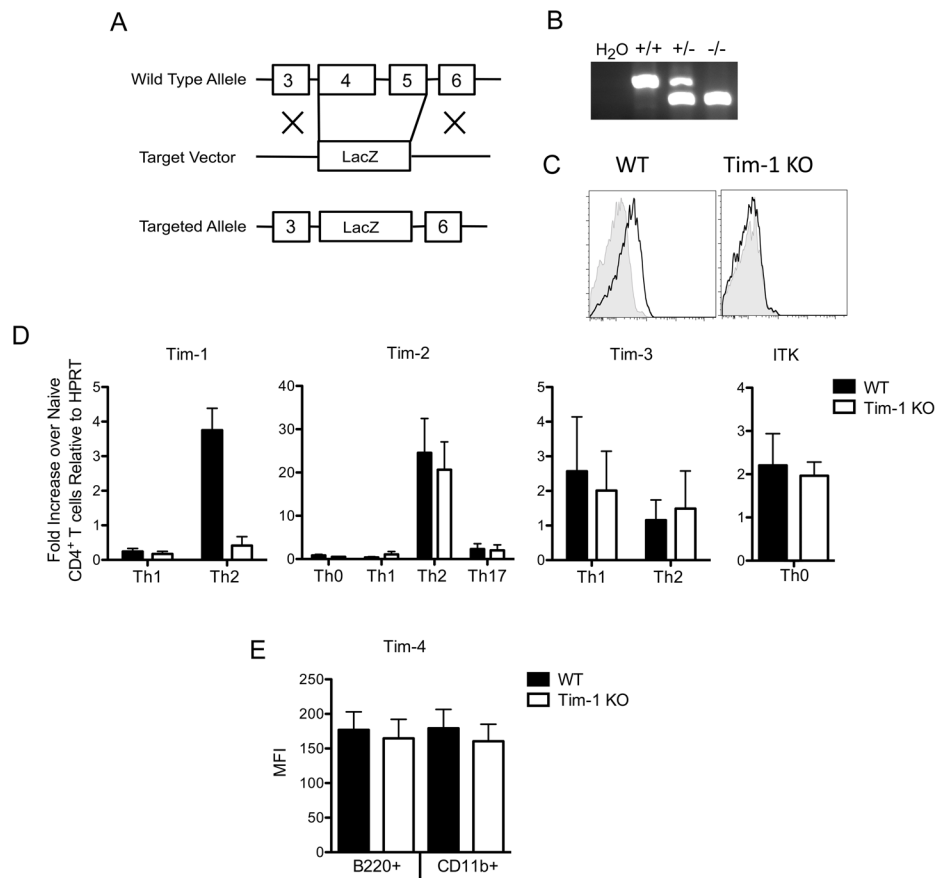 A
Wild Type Allele 3 4 5 6
Target Vector LacZ
Targeted Allele 3 LacZ 6
B
H₂O +/+ +/- -/-
C
WT Tim-1 KO
D
Fold Increase over Naive
CD4⁺ T cells Relative to HPRT
Tim-1
5
4
3
2
1
0
Th1 Th2
Tim-2
40
30
20
10
0
Th0 Th1 Th2 Th17
Tim-3
5
4
3
2
1
0
Th1 Th2
ITK
4
3
2
1
0
Th0
WT
Tim-1 KO
E
Tim-4
MFI
250
200
150
100
50
0
B220+ CD11b+
WT
Tim-1 KO